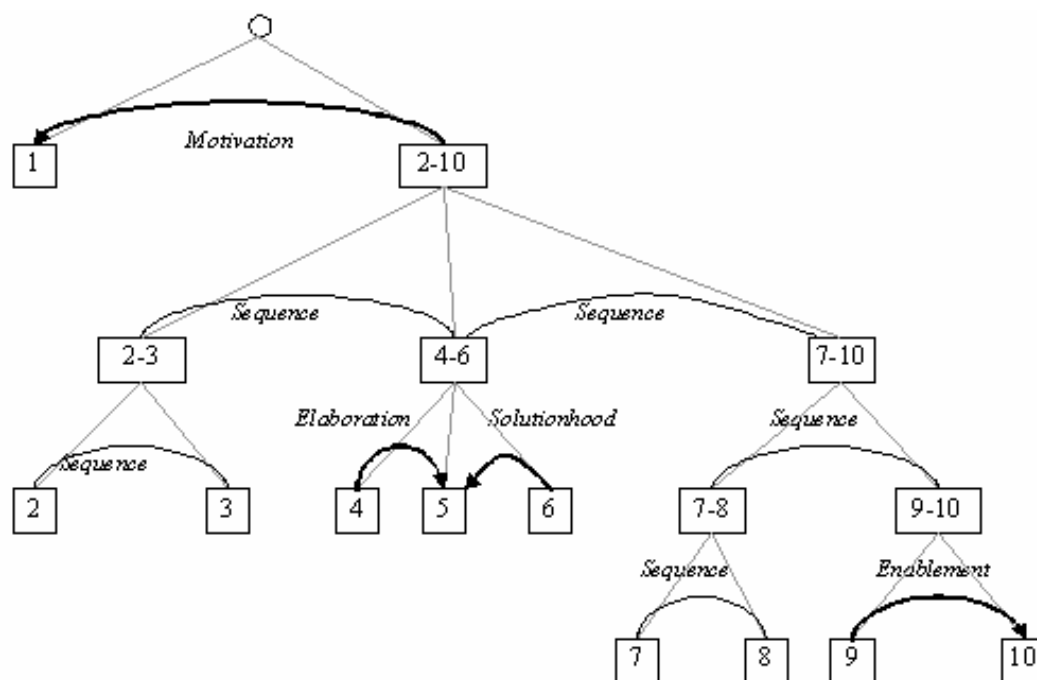 Motivation
1
2-10
Sequence
Sequence
2-3
4-6
7-10
Elaboration
Solutionhood
Sequence
Sequence
2
3
4
5
6
7-8
9-10
Sequence
Enablement
7
8
9
10